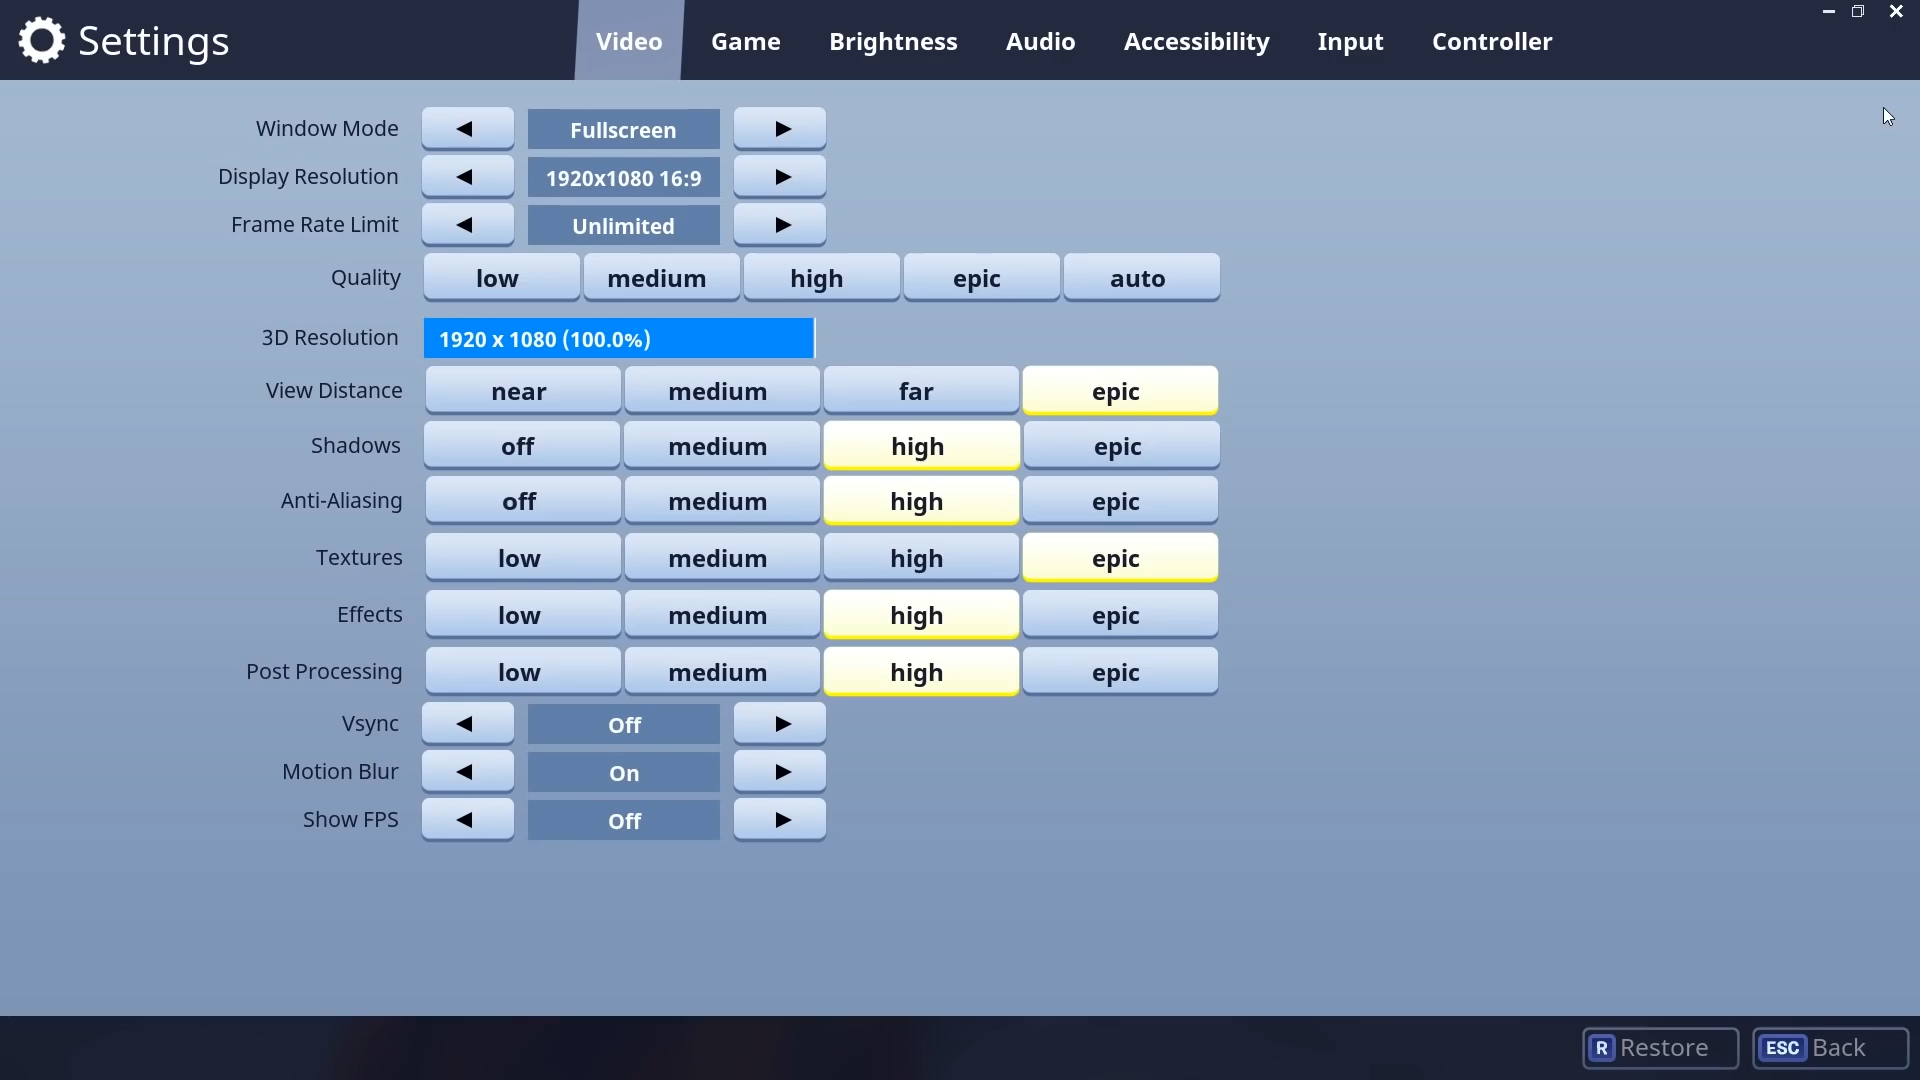 Settings
Video Game Brightness Audio Accessibility Input Controller
Window Mode ◀ Fullscreen ▶
Display Resolution ◀ 1920x1080 16:9 ▶
Frame Rate Limit ◀ Unlimited ▶
Quality low medium high epic auto
3D Resolution 1920 x 1080 (100.0%)
View Distance near medium far epic
Shadows off medium high epic
Anti-Aliasing off medium high epic
Textures low medium high epic
Effects low medium high epic
Post Processing low medium high epic
Vsync ◀ Off ▶
Motion Blur ◀ On ▶
Show FPS ◀ Off ▶
R Restore ESC Back